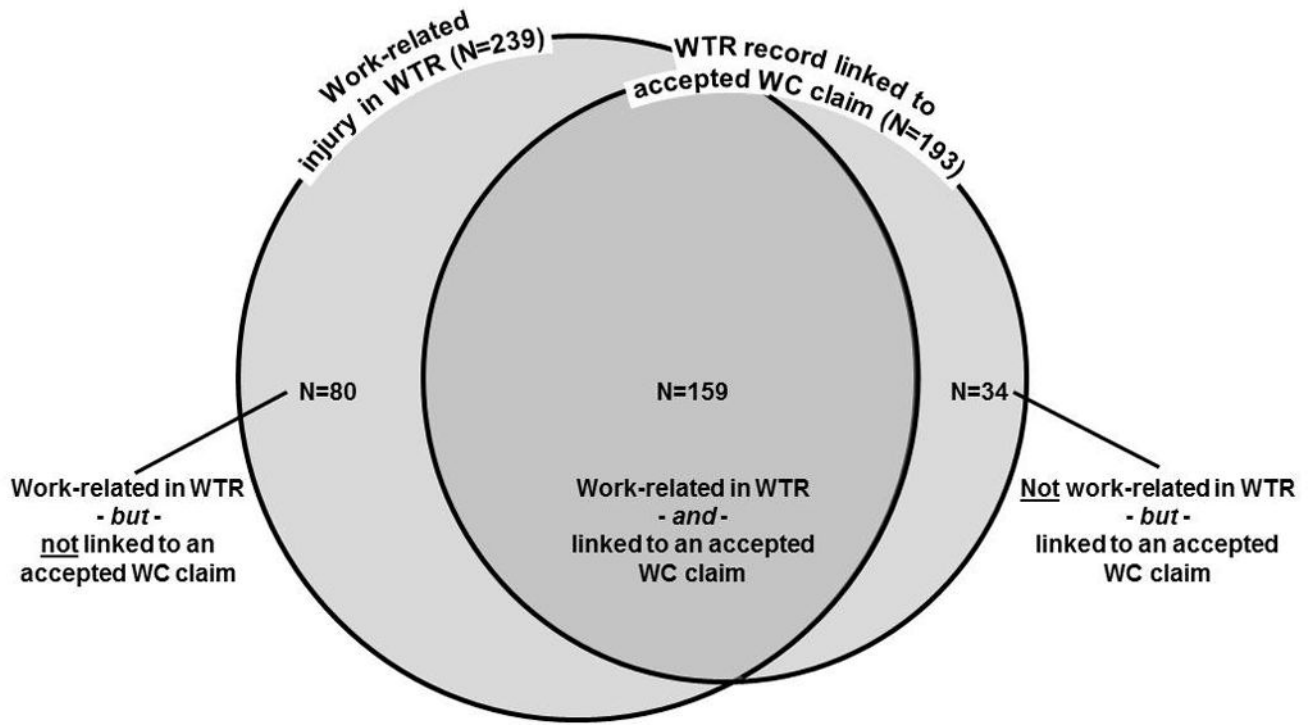 Work-related
injury in WTR (N=239)
WTR record linked to
accepted WC claim (N=193)
N=80
N=159
N=34
Work-related in WTR
- but -
not linked to an
accepted WC claim
Work-related in WTR
- and -
linked to an accepted
WC claim
Not work-related in WTR
- but -
linked to an accepted
WC claim